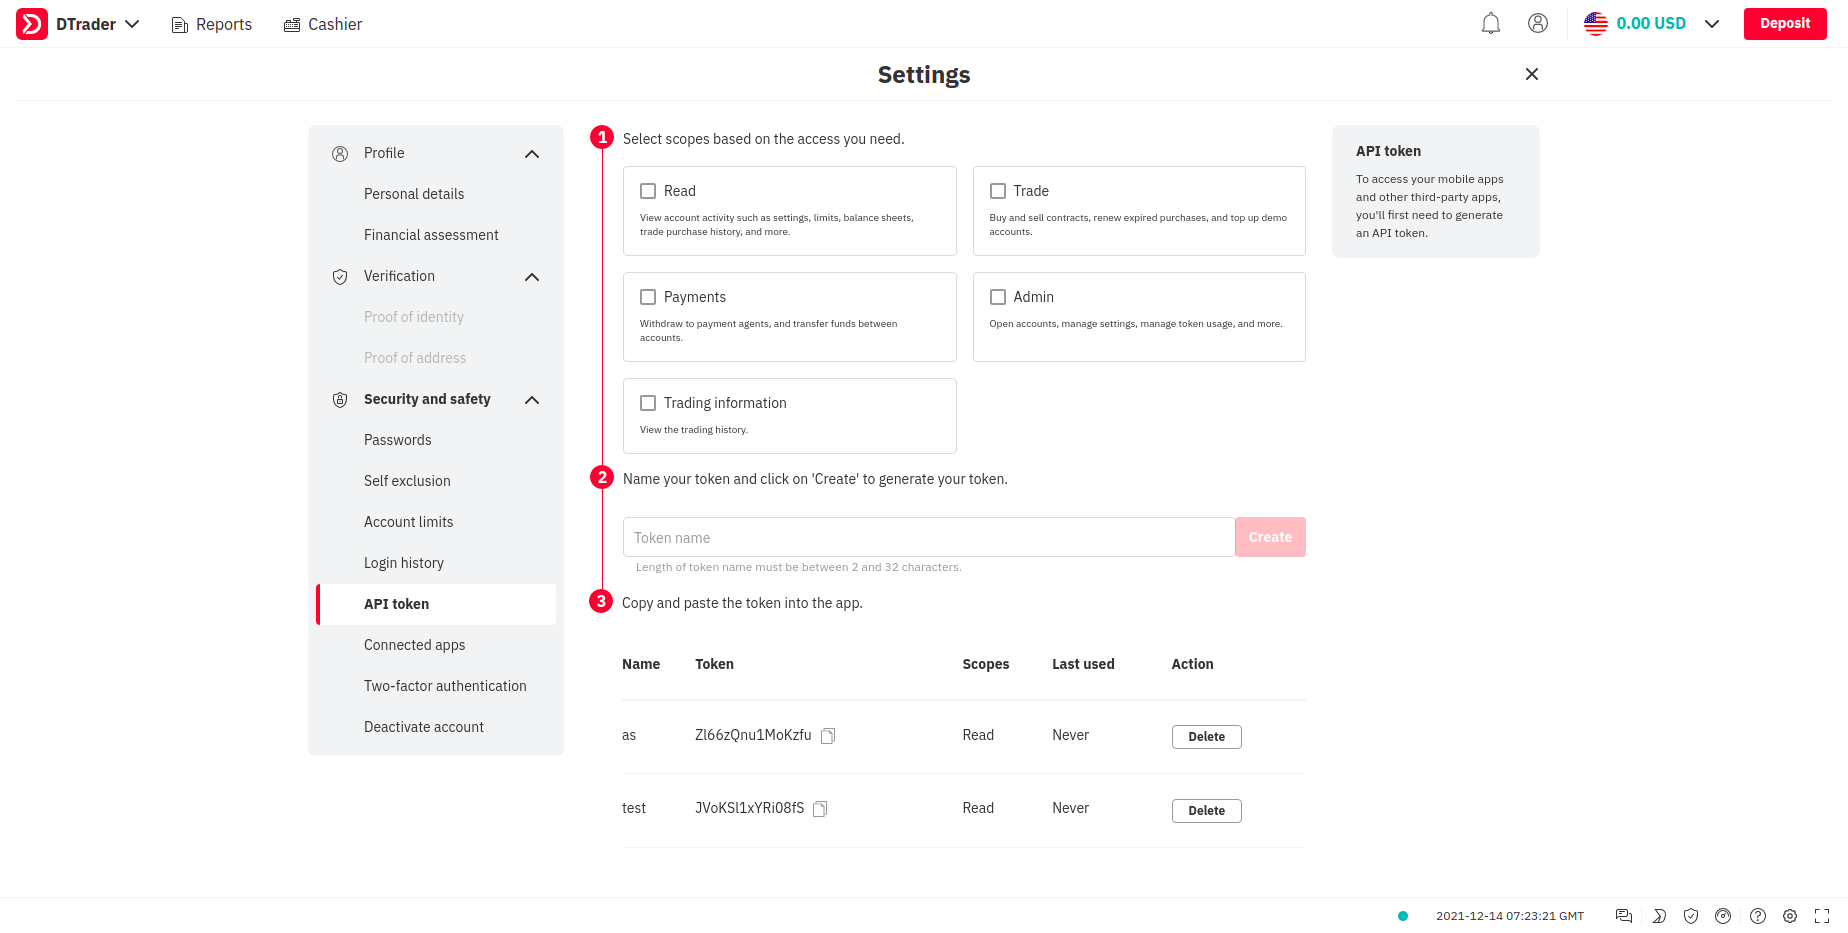 DTrader
Reports
Cashier
0.00 USD
Deposit
Settings
Profile
Personal details
Financial assessment
Verification
Proof of identity
Proof of address
Security and safety
Passwords
Self exclusion
Account limits
Login history
API token
Connected apps
Two-factor authentication
Deactivate account
1
Select scopes based on the access you need.
Read
View account activity such as settings, limits, balance sheets,
trade purchase history, and more.
Trade
Buy and sell contracts, renew expired purchases, and top up demo
accounts.
Payments
Withdraw to payment agents, and transfer funds between
accounts.
Admin
Open accounts, manage settings, manage token usage, and more.
Trading information
View the trading history.
2
Name your token and click on 'Create' to generate your token.
Token name
Create
Length of token name must be between 2 and 32 characters.
3
Copy and paste the token into the app.
Name Token Scopes Last used Action
as Zl66zQnu1MoKzfu Read Never Delete
test JVoKSl1xYRi08fS Read Never Delete
API token
To access your mobile apps
and other third-party apps,
you'll first need to generate
an API token.
2021-12-14 07:23:21 GMT